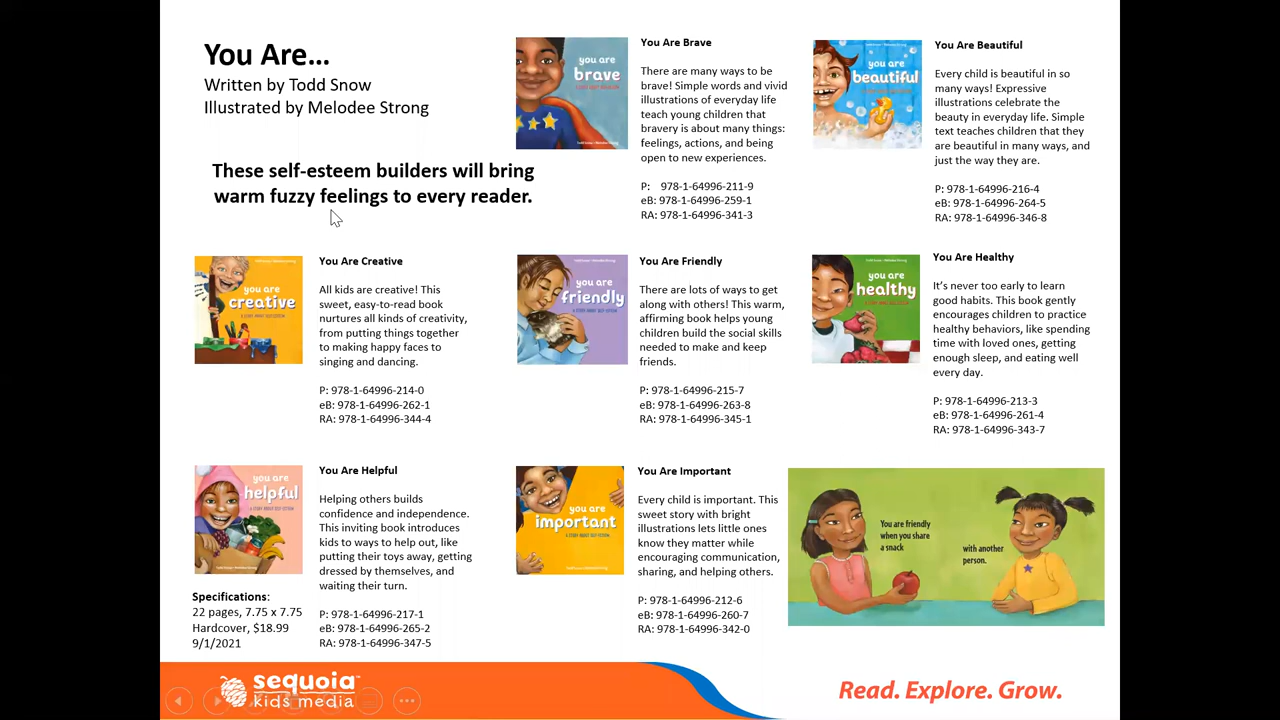 You Are...
Written by Todd Snow
Illustrated by Melodee Strong
These self-esteem builders will bring
warm fuzzy feelings to every reader.
you are
brave
You Are Brave
There are many ways to be
brave! Simple words and vivid
illustrations of everyday life
teach young children that
bravery is about many things:
feelings, actions, and being
open to new experiences.
P: 978-1-64996-211-9
eB: 978-1-64996-259-1
RA: 978-1-64996-341-3
you are
beautiful
You Are Beautiful
Every child is beautiful in so
many ways! Expressive
illustrations celebrate the
beauty in everyday life. Simple
text teaches children that they
are beautiful in many ways, and
just the way they are.
P: 978-1-64996-216-4
eB: 978-1-64996-264-5
RA: 978-1-64996-346-8
you are
creative
You Are Creative
All kids are creative! This
sweet, easy-to-read book
nurtures all kinds of creativity,
from putting things together
to making happy faces to
singing and dancing.
P: 978-1-64996-214-0
eB: 978-1-64996-262-1
RA: 978-1-64996-344-4
you are
friendly
You Are Friendly
There are lots of ways to get
along with others! This warm,
affirming book helps young
children build the social skills
needed to make and keep
friends.
P: 978-1-64996-215-7
eB: 978-1-64996-263-8
RA: 978-1-64996-345-1
you are
healthy
You Are Healthy
It's never too early to learn
good habits. This book gently
encourages children to practice
healthy behaviors, like spending
time with loved ones, getting
enough sleep, and eating well
every day.
P: 978-1-64996-213-3
eB: 978-1-64996-261-4
RA: 978-1-64996-343-7
you are
helpful
You Are Helpful
Helping others builds
confidence and independence.
This inviting book introduces
kids to ways to help out, like
putting their toys away, getting
dressed by themselves, and
waiting their turn.
P: 978-1-64996-217-1
eB: 978-1-64996-265-2
RA: 978-1-64996-347-5
you are
important
You Are Important
Every child is important. This
sweet story with bright
illustrations lets little ones
know they matter while
encouraging communication,
sharing, and helping others.
P: 978-1-64996-212-6
eB: 978-1-64996-260-7
RA: 978-1-64996-342-0
You are friendly
when you share
a snack
with another
person.
Specifications:
22 pages, 7.75 x 7.75
Hardcover, $18.99
9/1/2021
sequoia
kids media
Read. Explore. Grow.